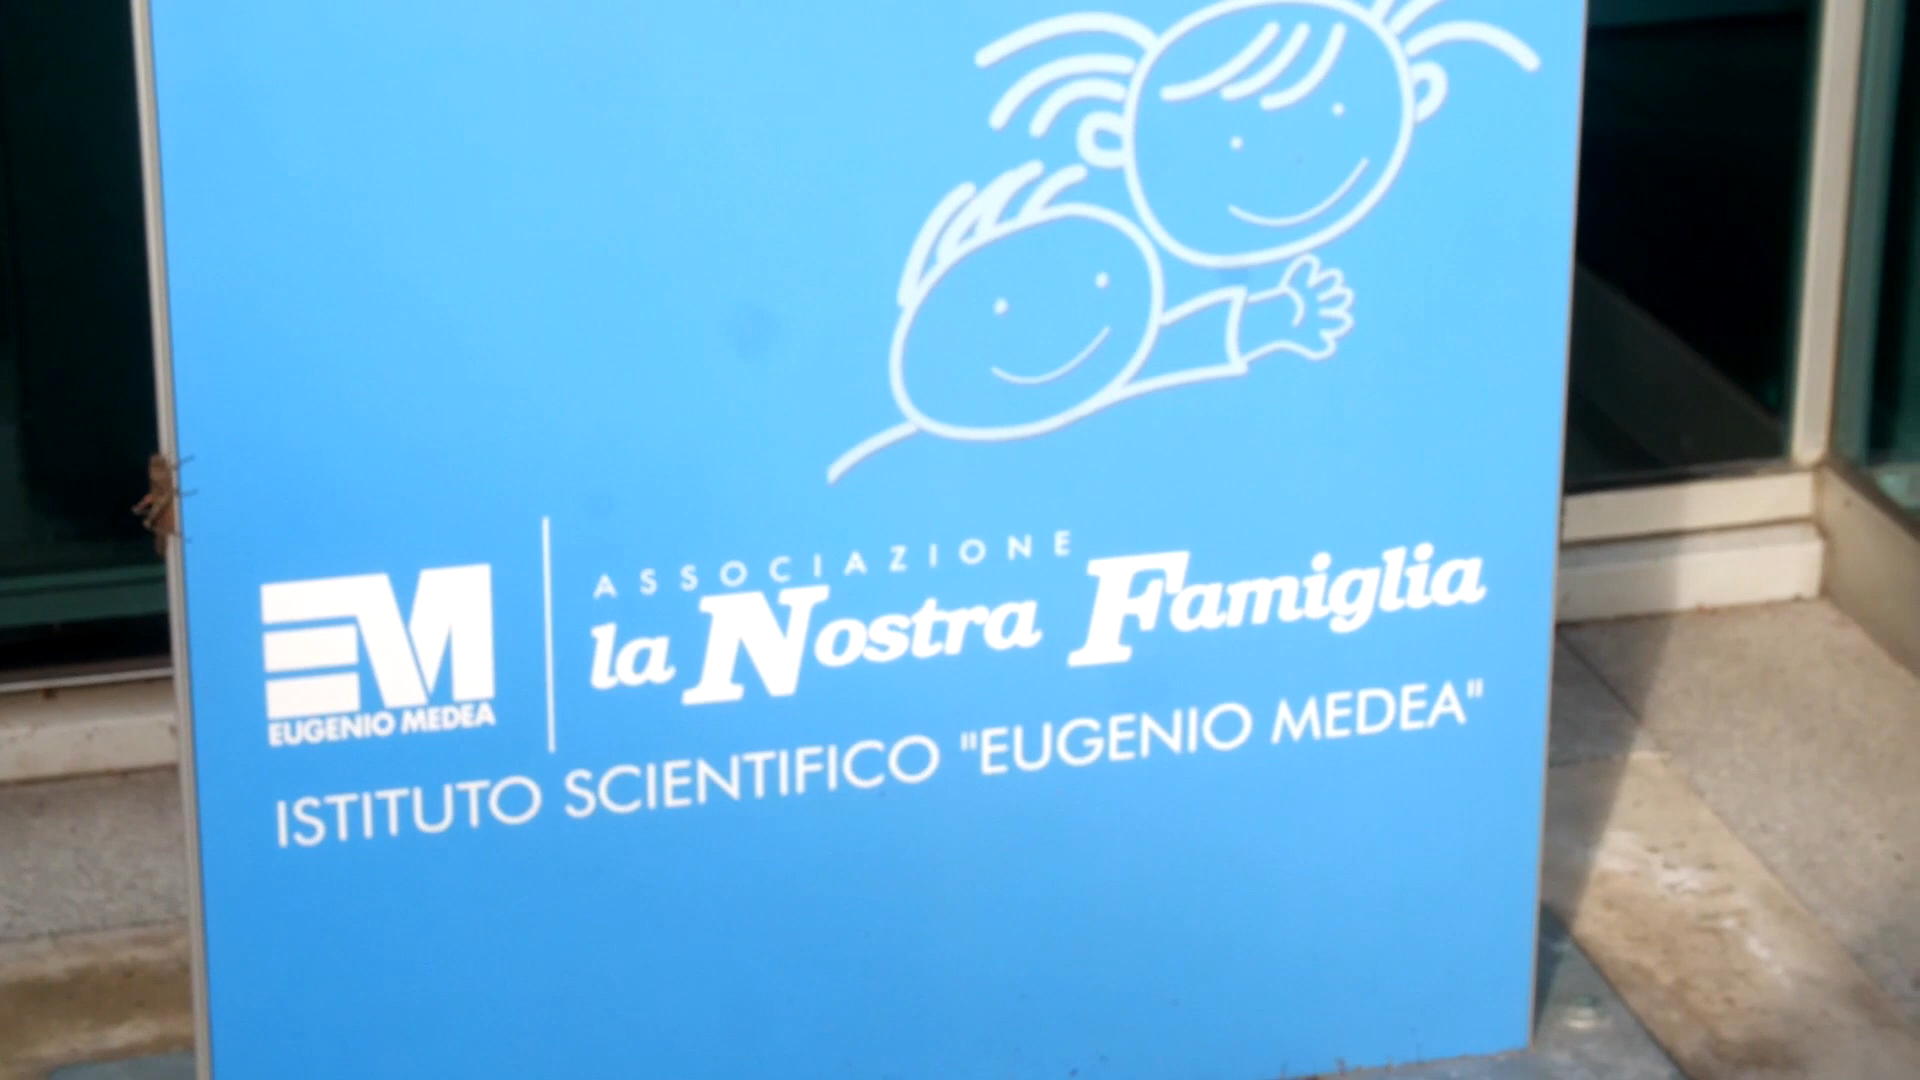 ASSOCIAZIONE
la Nostra Famiglia
EM
EUGENIO MEDEA
ISTITUTO SCIENTIFICO "EUGENIO MEDEA"